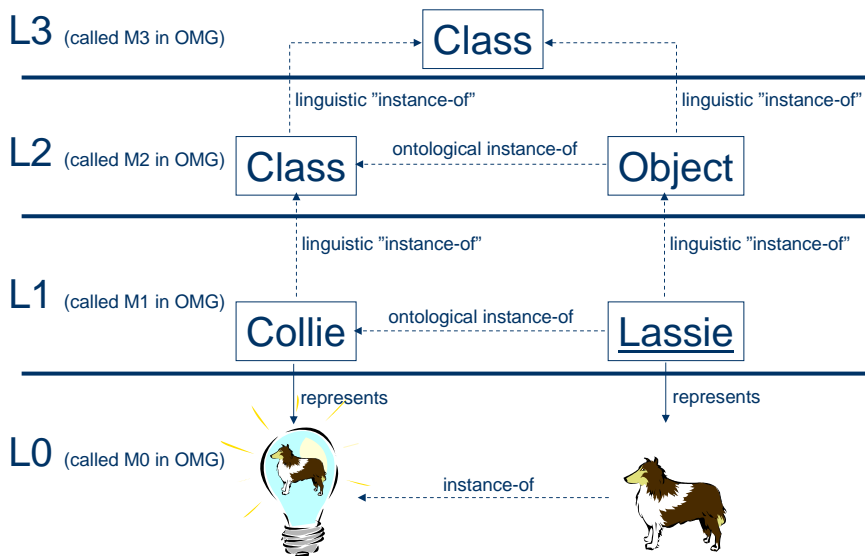 L3 (called M3 in OMG)
Class
linguistic ”instance-of”
linguistic ”instance-of”
L2 (called M2 in OMG)
Class
ontological instance-of
Object
linguistic ”instance-of”
linguistic ”instance-of”
L1 (called M1 in OMG)
Collie
ontological instance-of
Lassie
represents
represents
L0 (called M0 in OMG)
instance-of